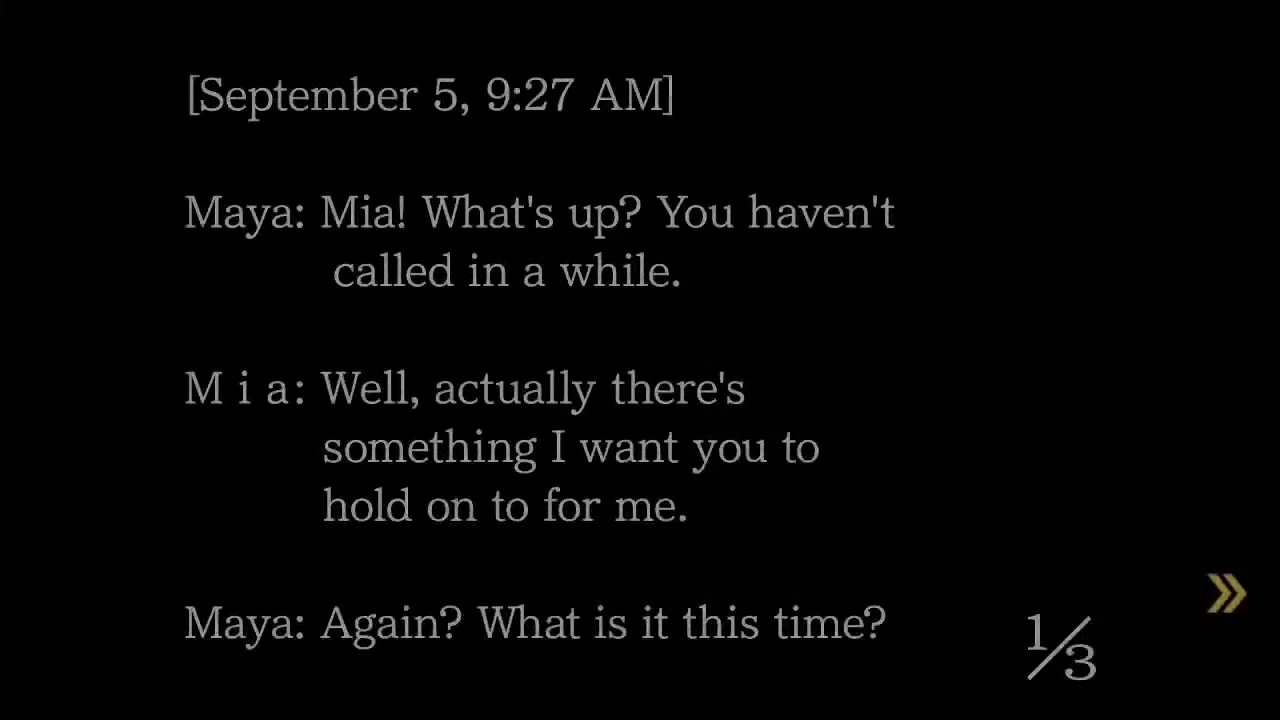 [September 5, 9:27 AM]
Maya: Mia! What's up? You haven't
called in a while.
M i a: Well, actually there's
something I want you to
hold on to for me.
Maya: Again? What is it this time?
1/3